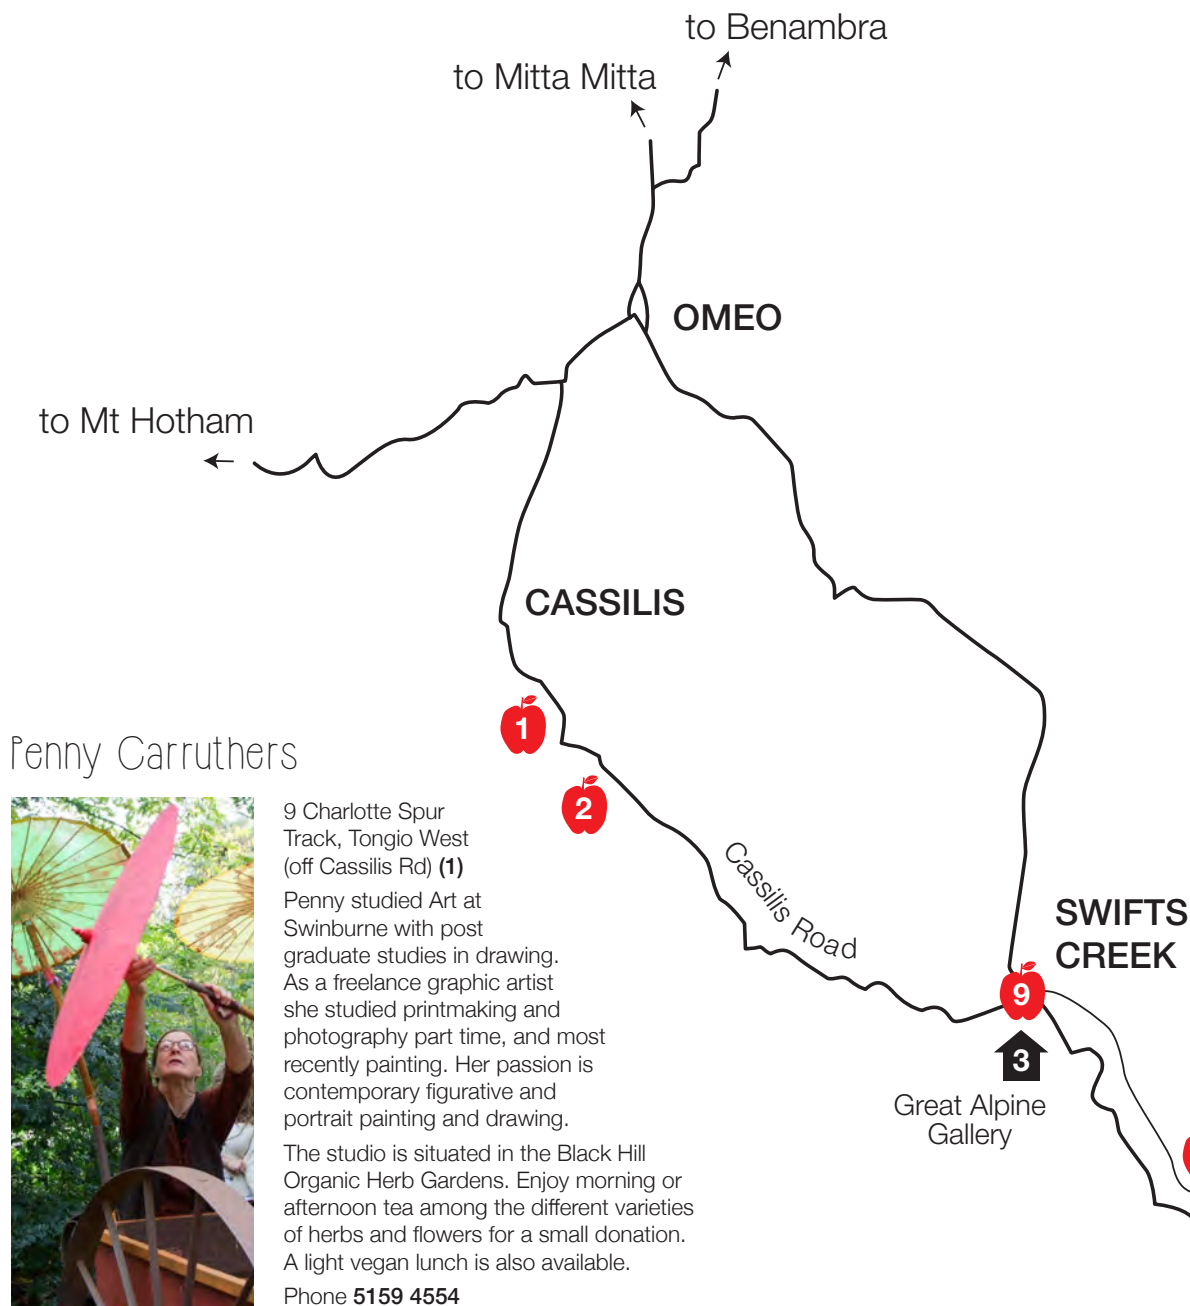 to Benambra
to Mitta Mitta
OMEO
to Mt Hotham
CASSILIS
1
2
Cassilis Road
SWIFTS
CREEK
9
3
Great Alpine
Gallery
Penny Carruthers
9 Charlotte Spur
Track, Tongio West
(off Cassilis Rd) (1)
Penny studied Art at
Swinburne with post
graduate studies in drawing.
As a freelance graphic artist
she studied printmaking and
photography part time, and most
recently painting. Her passion is
contemporary figurative and
portrait painting and drawing.
The studio is situated in the Black Hill
Organic Herb Gardens. Enjoy morning or
afternoon tea among the different varieties
of herbs and flowers for a small donation.
A light vegan lunch is also available.
Phone 5159 4554